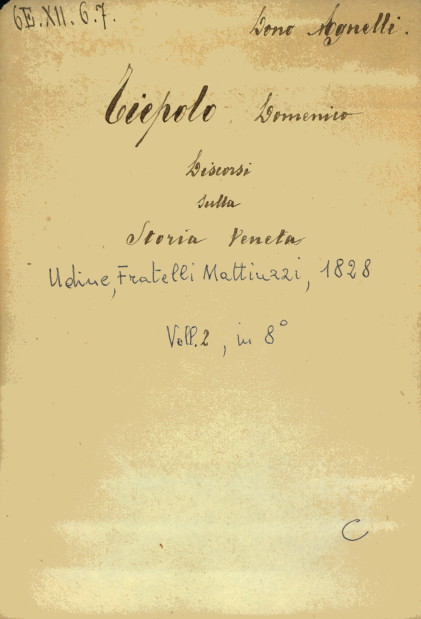 6E.XII.6.7.
Dono Agnelli.
Tiepolo Domenico
Discorsi
sulla
Storia Veneta
Udine, Fratelli Mattiuzzi, 1828
Voll. 2, in 8°
C